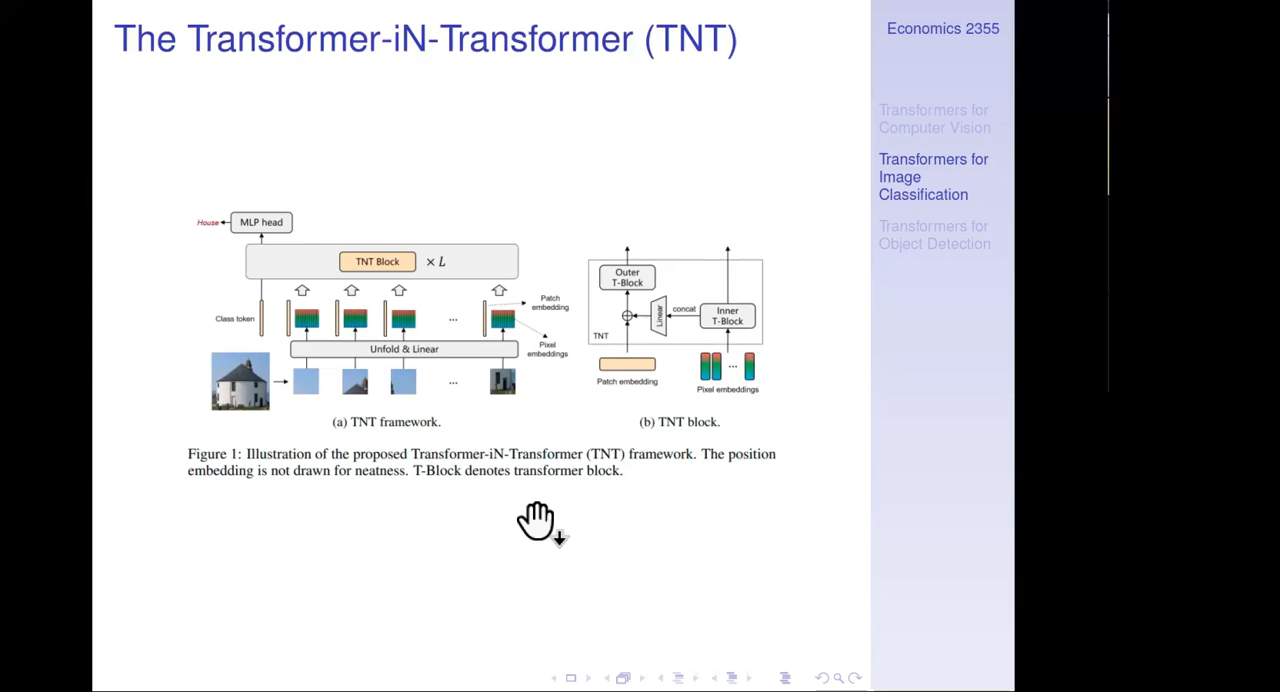 The Transformer-iN-Transformer (TNT)
Economics 2355
Transformers for
Computer Vision
Transformers for
Image
Classification
Transformers for
Object Detection
House
MLP head
TNT Block
× L
Class token
Patch
embedding
...
Pixel
embeddings
Unfold & Linear
...
(a) TNT framework.
Outer
T-Block
Linear
concat
Inner
T-Block
TNT
...
Patch embedding
Pixel embeddings
(b) TNT block.
Figure 1: Illustration of the proposed Transformer-iN-Transformer (TNT) framework. The position
embedding is not drawn for neatness. T-Block denotes transformer block.